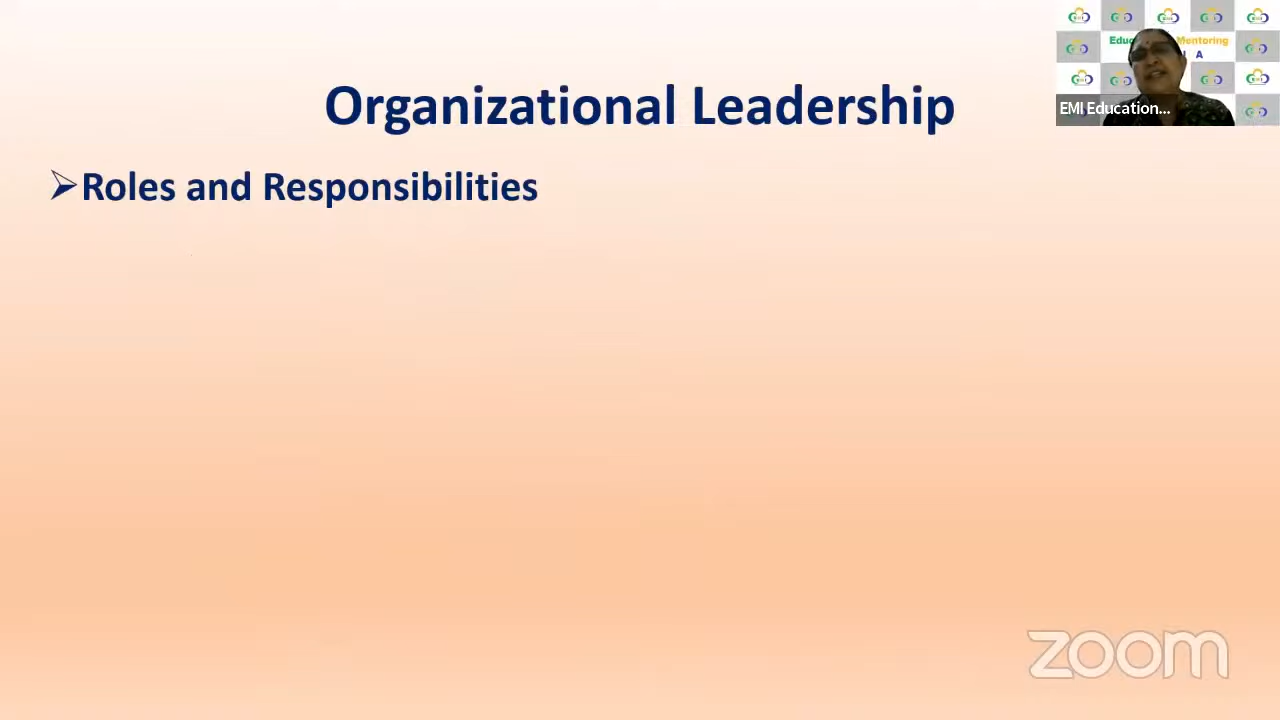 Organizational Leadership
➢Roles and Responsibilities
Mentoring
EMI Education...
zoom